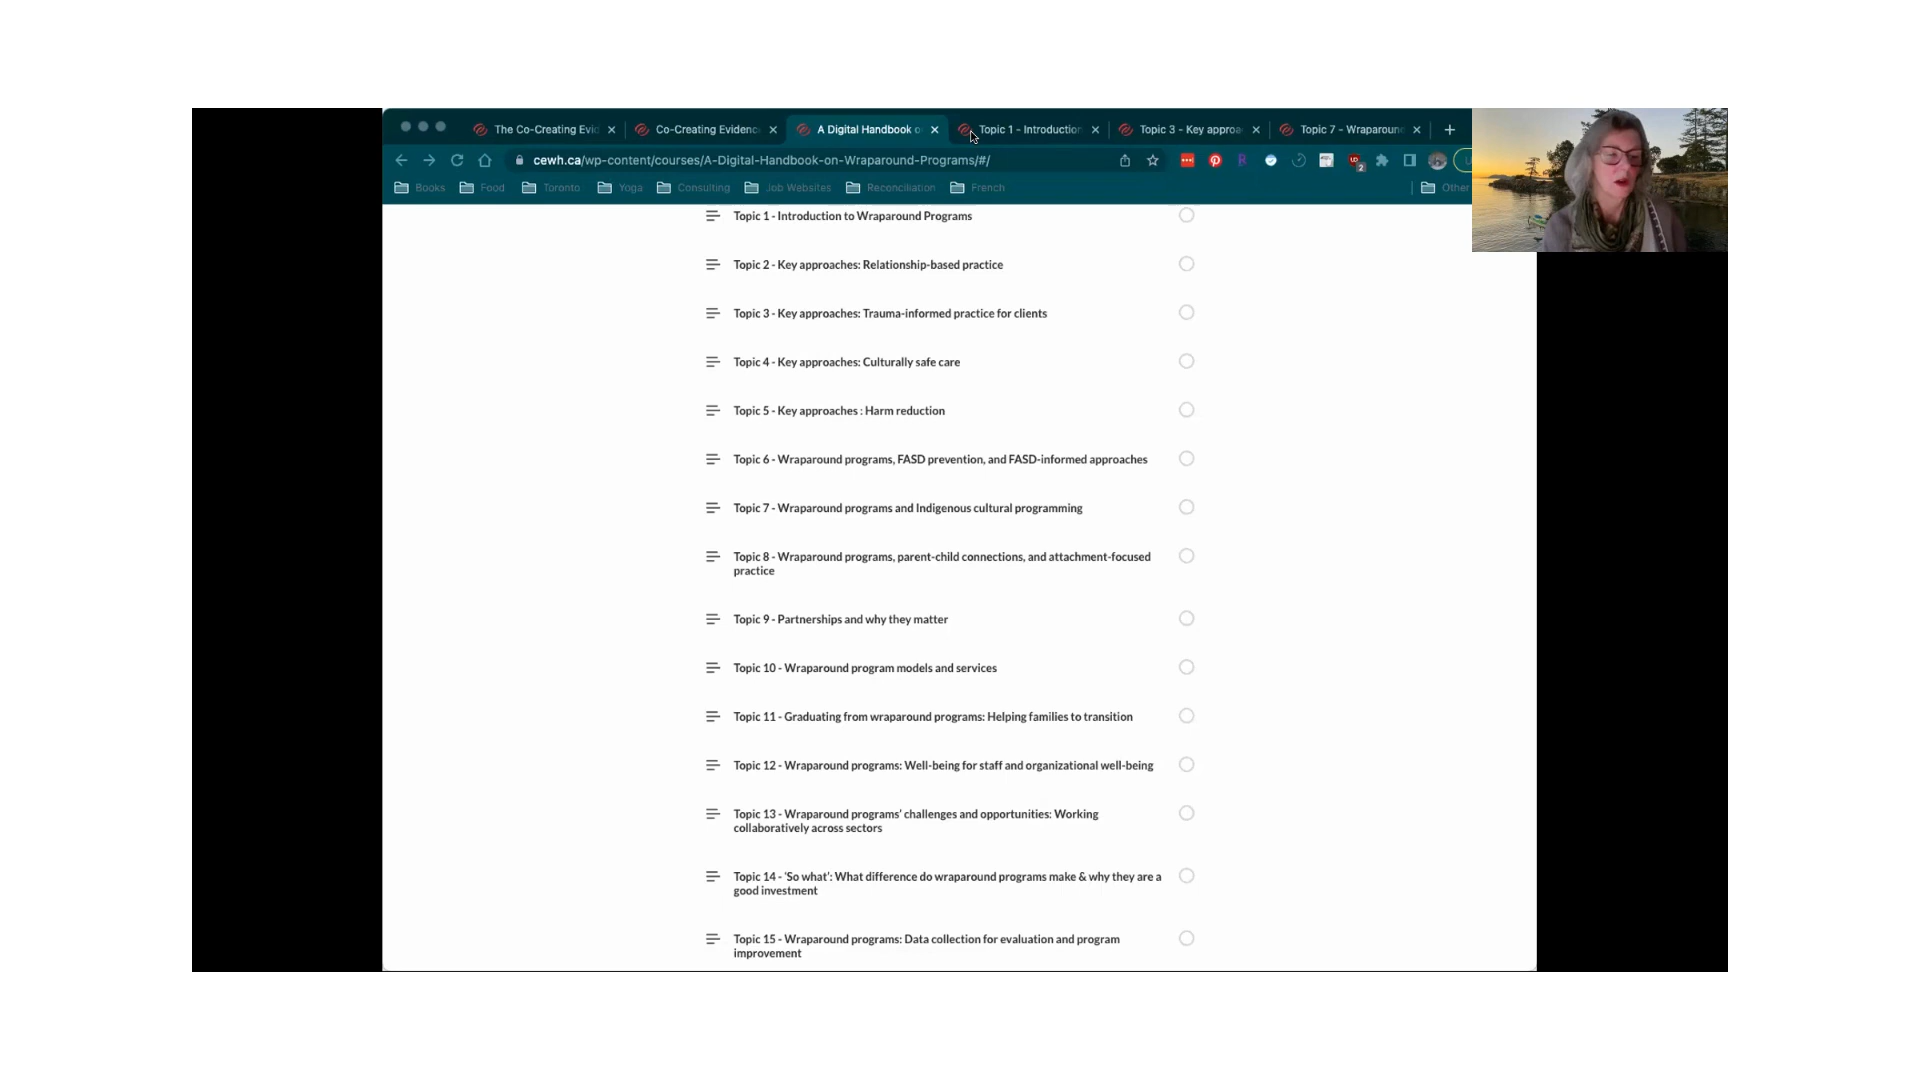 The Co-Creating Evid
Co-Creating Evidenc
A Digital Handbook o
Topic 1 - Introduction
Topic 3 - Key approa
Topic 7 - Wraparoun
cewh.ca/wp-content/courses/A-Digital-Handbook-on-Wraparound-Programs/#/
Books
Food
Toronto
Yoga
Consulting
Job Websites
Reconciliation
French
Other
Topic 1 - Introduction to Wraparound Programs
Topic 2 - Key approaches: Relationship-based practice
Topic 3 - Key approaches: Trauma-informed practice for clients
Topic 4 - Key approaches: Culturally safe care
Topic 5 - Key approaches : Harm reduction
Topic 6 - Wraparound programs, FASD prevention, and FASD-informed approaches
Topic 7 - Wraparound programs and Indigenous cultural programming
Topic 8 - Wraparound programs, parent-child connections, and attachment-focused
practice
Topic 9 - Partnerships and why they matter
Topic 10 - Wraparound program models and services
Topic 11 - Graduating from wraparound programs: Helping families to transition
Topic 12 - Wraparound programs: Well-being for staff and organizational well-being
Topic 13 - Wraparound programs' challenges and opportunities: Working
collaboratively across sectors
Topic 14 - 'So what': What difference do wraparound programs make & why they are a
good investment
Topic 15 - Wraparound programs: Data collection for evaluation and program
improvement